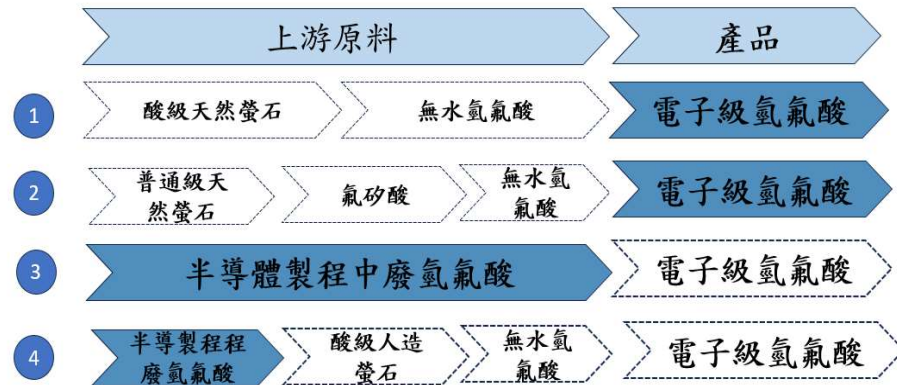 上游原料
產品
1
酸級天然螢石
無水氫氟酸
電子級氫氟酸
2
普通級天
然螢石
氟矽酸
無水氫
氟酸
電子級氫氟酸
3
半導體製程中廢氫氟酸
電子級氫氟酸
4
半導製程程
廢氫氟酸
酸級人造
螢石
無水氫
氟酸
電子級氫氟酸